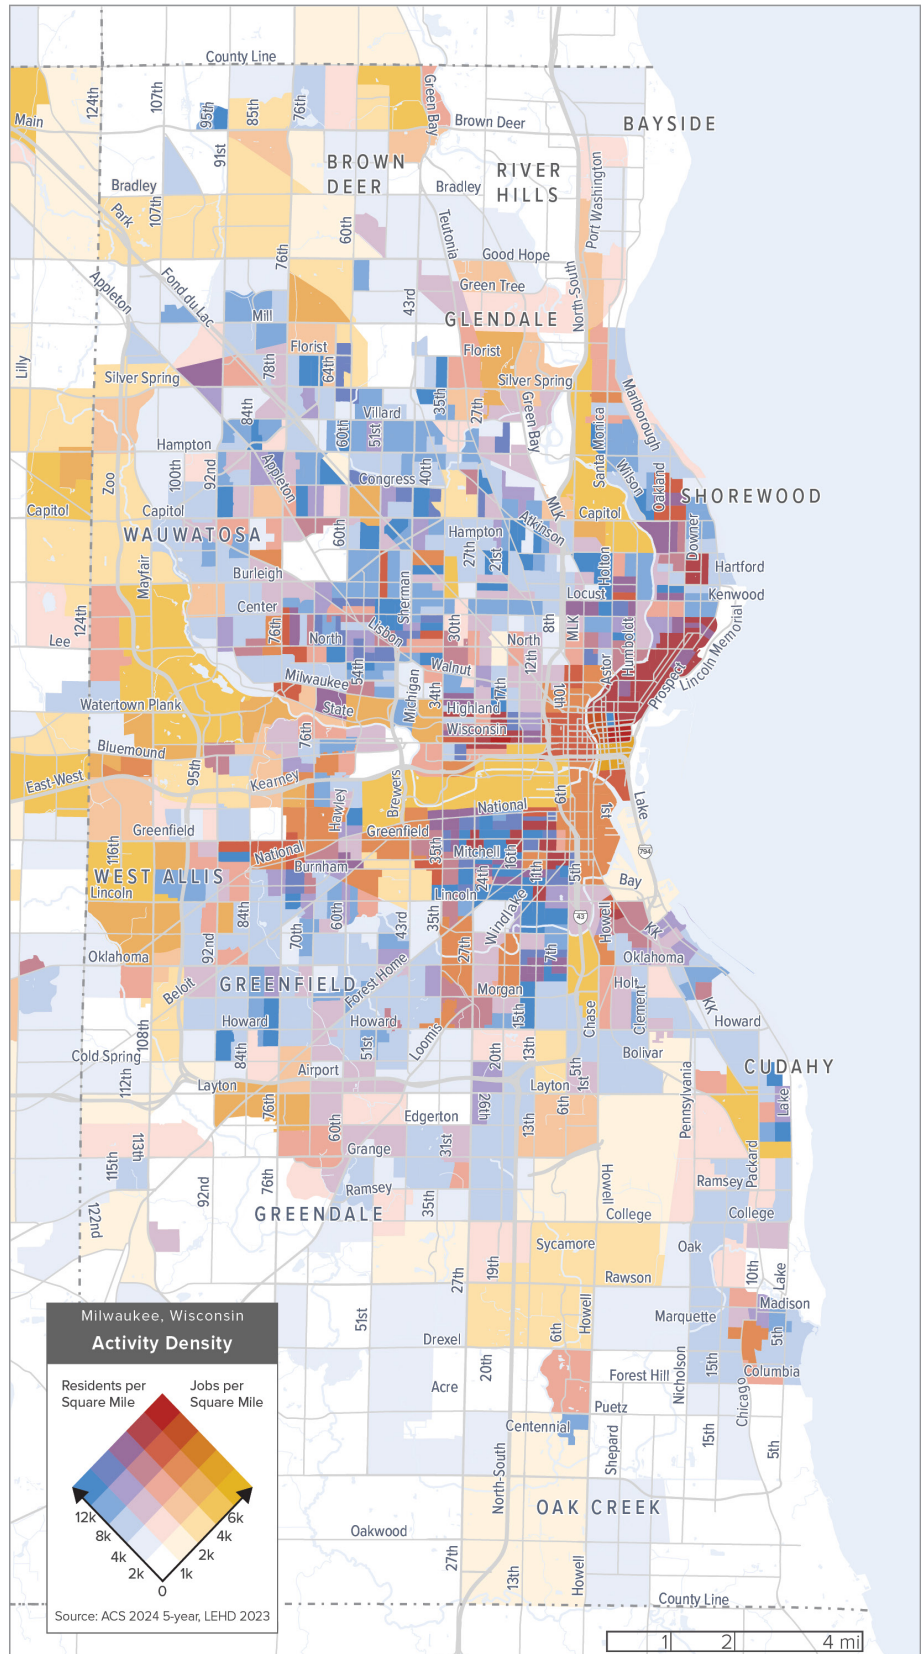 County Line
124th
107th
95th
85th
76th
Green Bay
Main
Brown Deer
BAYSIDE
91st
BROWN
DEER
RIVER
HILLS
Bradley
Bradley
Port Washington
Park
107th
60th
Teutonia
76th
Good Hope
Appleton
Fond du Lac
Green Tree
North-South
43rd
Mill
GLENDALE
Lilly
Florist
Florist
78th
64th
Silver Spring
Silver Spring
Marlborough
84th
35th
27th
Green Bay
Villard
60th
51st
Santa Monica
Hampton
Zoo
100th
92nd
Appleton
Congress
40th
Wilson
Oakland
SHOREWOOD
Capitol
Capitol
MLK
Capitol
WAUWATOSA
60th
Hampton
Atkinson
Downer
27th
21st
Hartford
Mayfair
Burleigh
Holton
Sherman
Locust
Kenwood
124th
Center
76th
Lee
North
Lisbon
30th
North
8th
MLK
Humboldt
Lincoln Memorial
54th
Walnut
12th
Astor
Prospect
Milwaukee
State
Michigan
34th
17th
10th
Watertown Plank
Highland
Wisconsin
76th
Bluemound
East-West
95th
Kearney
Brewers
Hawley
National
6th
1st
Lake
Greenfield
Greenfield
116th
National
35th
Mitchell
16th
794
WEST ALLIS
Burnham
24th
11th
5th
Bay
Lincoln
Lincoln
84th
60th
43rd
35th
Windlake
43
Howell
KK
92nd
70th
27th
7th
Oklahoma
Oklahoma
Beloit
GREENFIELD
Forest Home
Morgan
Holt
Clement
KK
Howard
Howard
15th
Chase
Howard
108th
84th
51st
Loomis
Cold Spring
20th
13th
Bolivar
CUDAHY
112th
Layton
Airport
Layton
5th
1st
Pennsylvania
Lake
76th
60th
Edgerton
26th
6th
13th
115th
113th
Grange
31st
Packard
92nd
76th
Ramsey
Howell
Ramsey
122nd
GREENDALE
35th
College
College
Sycamore
Oak
27th
19th
Rawson
10th
Lake
51st
Howell
Marquette
Madison
Drexel
6th
5th
20th
Nicholson
15th
Acre
Forest Hill
Columbia
Puetz
Chicago
Centennial
Shepard
15th
5th
North-South
OAK CREEK
Oakwood
27th
13th
Howell
County Line
Milwaukee, Wisconsin
Activity Density
Residents per
Square Mile
Jobs per
Square Mile
12k
6k
8k
4k
4k
2k
2k
1k
0
Source: ACS 2024 5-year, LEHD 2023
1
2
4 mi